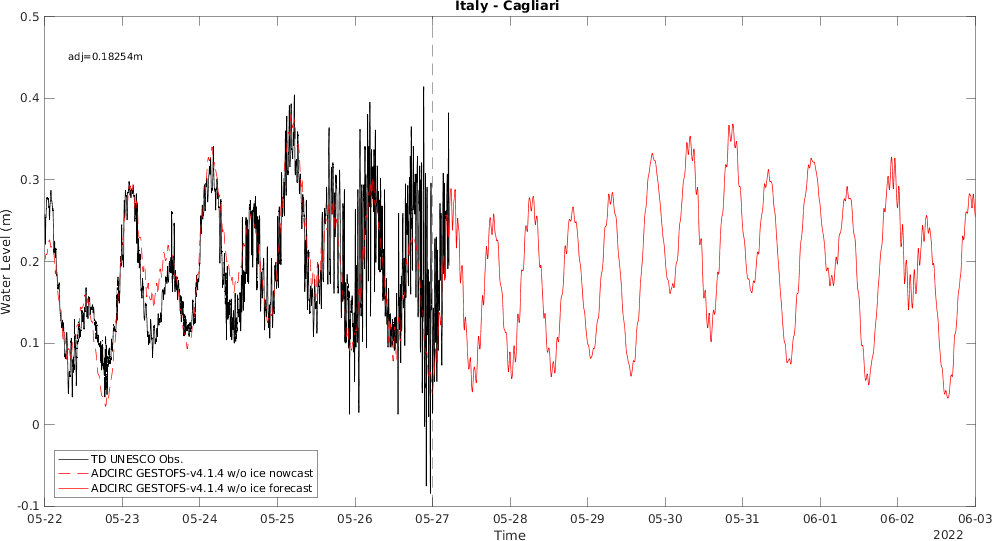 Italy - Cagliari
adj=0.18254m
0.5
0.4
0.3
0.2
0.1
0
-0.1
Water Level (m)
TD UNESCO Obs.
ADCIRC GESTOFS-v4.1.4 w/o ice nowcast
ADCIRC GESTOFS-v4.1.4 w/o ice forecast
05-22 05-23 05-24 05-25 05-26 05-27 05-28 05-29 05-30 05-31 06-01 06-02 06-03
Time
2022